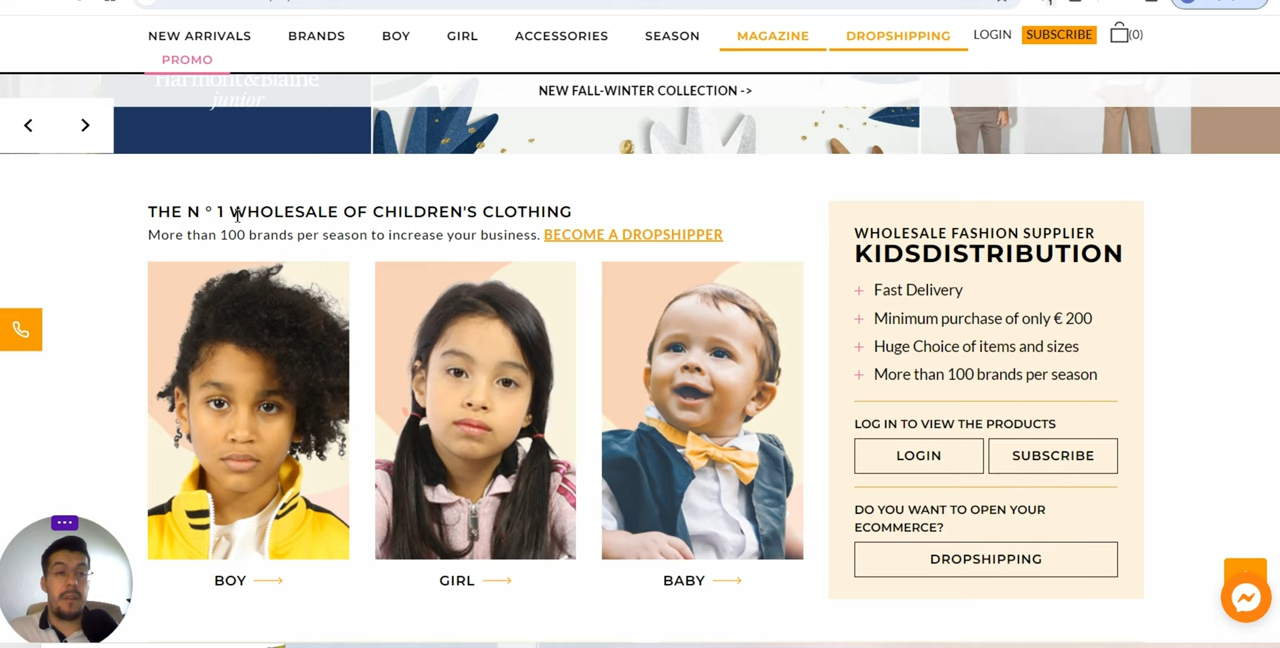 NEW ARRIVALS BRANDS BOY GIRL ACCESSORIES SEASON MAGAZINE DROPSHIPPING LOGIN SUBSCRIBE (0)
PROMO
Harmont&Blaine
junior
NEW FALL-WINTER COLLECTION ->
THE N ° 1 WHOLESALE OF CHILDREN'S CLOTHING
More than 100 brands per season to increase your business. BECOME A DROPSHIPPER
BOY
GIRL
BABY
WHOLESALE FASHION SUPPLIER
KIDSDISTRIBUTION
+ Fast Delivery
+ Minimum purchase of only € 200
+ Huge Choice of items and sizes
+ More than 100 brands per season
LOG IN TO VIEW THE PRODUCTS
LOGIN SUBSCRIBE
DO YOU WANT TO OPEN YOUR
ECOMMERCE?
DROPSHIPPING